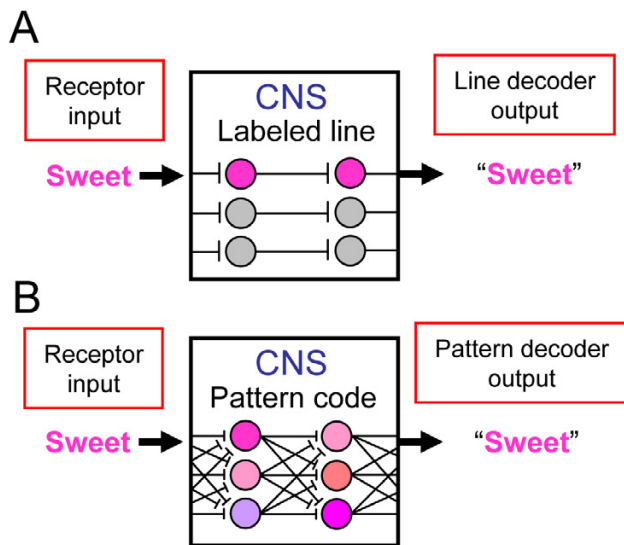 A
Receptor
input
CNS
Labeled line
Line decoder
output
Sweet
“Sweet”
B
Receptor
input
CNS
Pattern code
Pattern decoder
output
Sweet
“Sweet”